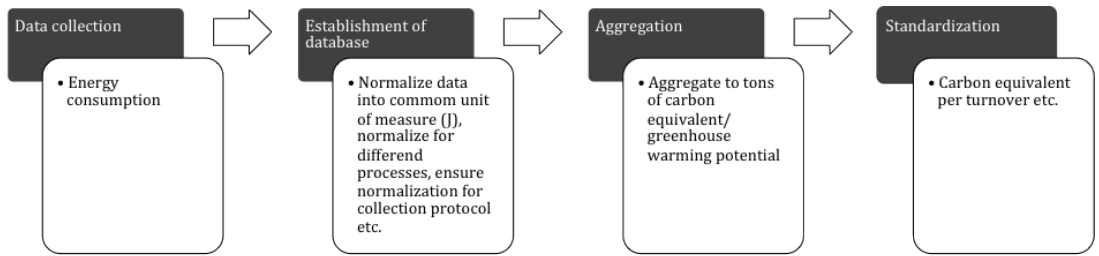 Data collection
• Energy
consumption
Establishment of
database
• Normalize data
into commom unit
of measure (J),
normalize for
differend
processes, ensure
normalization for
collection protocol
etc.
Aggregation
• Aggregate to tons
of carbon
equivalent/
greenhouse
warming potential
Standardization
• Carbon equivalent
per turnover etc.